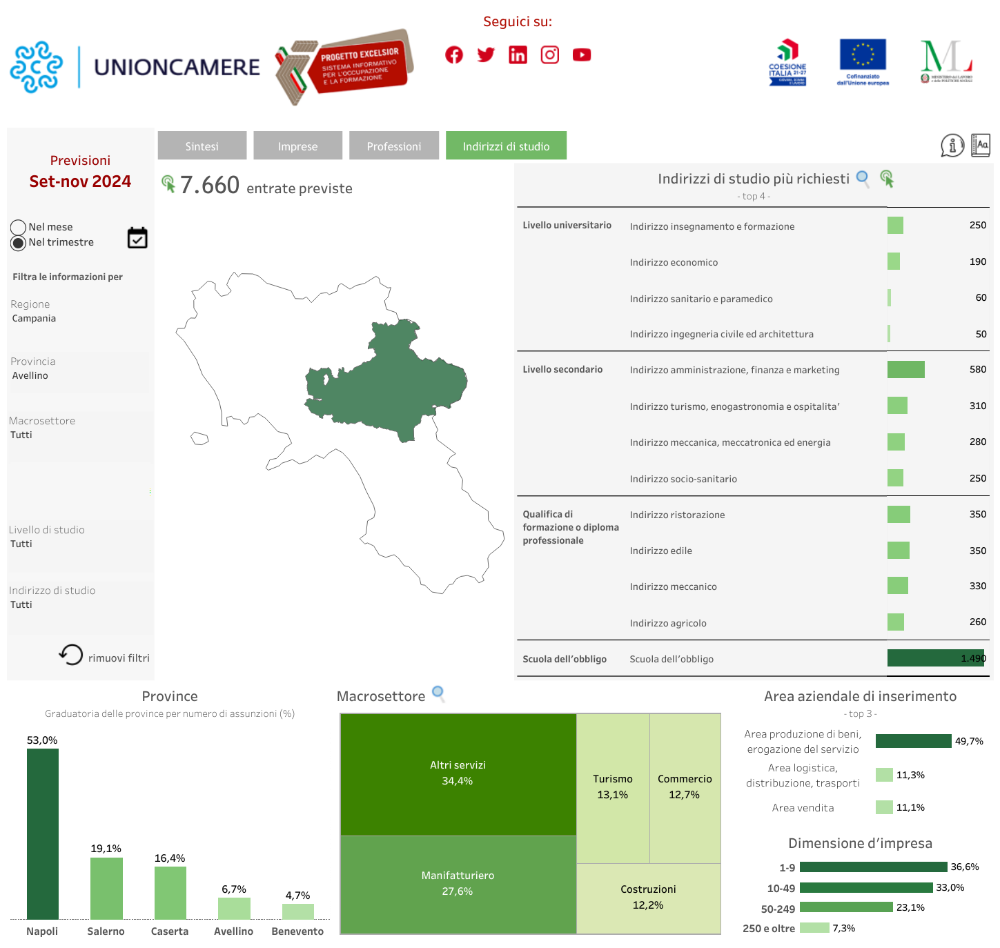 Seguici su:
UNIONCAMERE
PROGETTO EXCELSIOR
SISTEMA INFORMATIVO
PER L'OCCUPAZIONE
E LA FORMAZIONE
COESIONE
ITALIA 21-27
GIOVANI, DONNE
E LAVORO
Cofinanziato
dall'Unione europea
ML
MINISTERO del LAVORO
e delle POLITICHE SOCIALI
Previsioni
Set-nov 2024
Nel mese
Nel trimestre
Filtra le informazioni per
Regione
Campania
Provincia
Avellino
Macrosettore
Tutti
Livello di studio
Tutti
Indirizzo di studio
Tutti
rimuovi filtri
Sintesi
Imprese
Professioni
Indirizzi di studio
i
Aa
7.660 entrate previste
Indirizzi di studio più richiesti
- top 4 -
Livello universitario Indirizzo insegnamento e formazione 250
Indirizzo economico 190
Indirizzo sanitario e paramedico 60
Indirizzo ingegneria civile ed architettura 50
Livello secondario Indirizzo amministrazione, finanza e marketing 580
Indirizzo turismo, enogastronomia e ospitalita’ 310
Indirizzo meccanica, meccatronica ed energia 280
Indirizzo socio-sanitario 250
Qualifica di
formazione o diploma
professionale
Indirizzo ristorazione 350
Indirizzo edile 350
Indirizzo meccanico 330
Indirizzo agricolo 260
Scuola dell’obbligo Scuola dell’obbligo 1.490
Province
Graduatoria delle province per numero di assunzioni (%)
53,0%
19,1%
16,4%
6,7%
4,7%
Napoli Salerno Caserta Avellino Benevento
Macrosettore
Altri servizi
34,4%
Manifatturiero
27,6%
Turismo
13,1%
Commercio
12,7%
Costruzioni
12,2%
Area aziendale di inserimento
- top 3 -
Area produzione di beni,
erogazione del servizio
49,7%
Area logistica,
distribuzione, trasporti
11,3%
Area vendita 11,1%
Dimensione d’impresa
1-9 36,6%
10-49 33,0%
50-249 23,1%
250 e oltre 7,3%